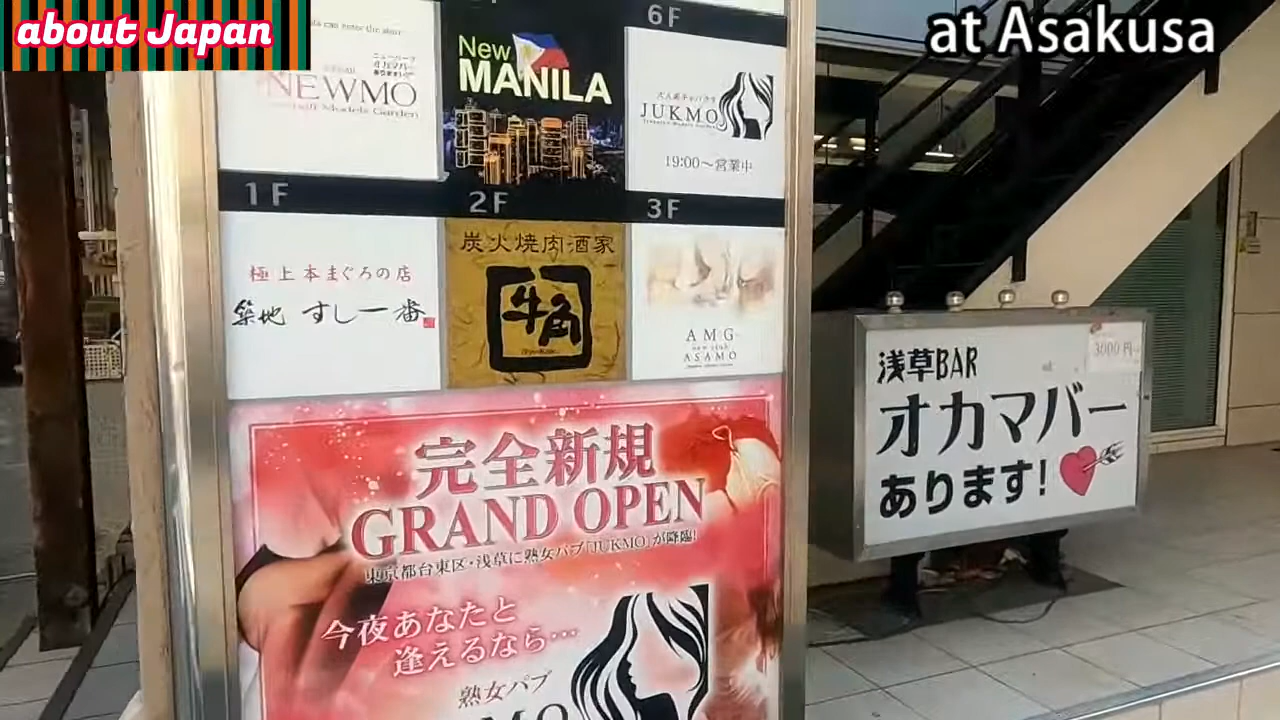 about Japan
at Asakusa
NEWMO
New
MANILA
6F
JUKMO
19:00～営業中
1F
2F
3F
極上本まぐろの店
築地 すし一番
炭火焼肉酒家
牛角
AMG
new club
ASAMO
完全新規
GRAND OPEN
東京都台東区・浅草に熟女パブ「JUKMO」が降臨!
今夜あなたと
逢えるなら…
熟女パブ
浅草BAR
3000円
オカマバー
あります!